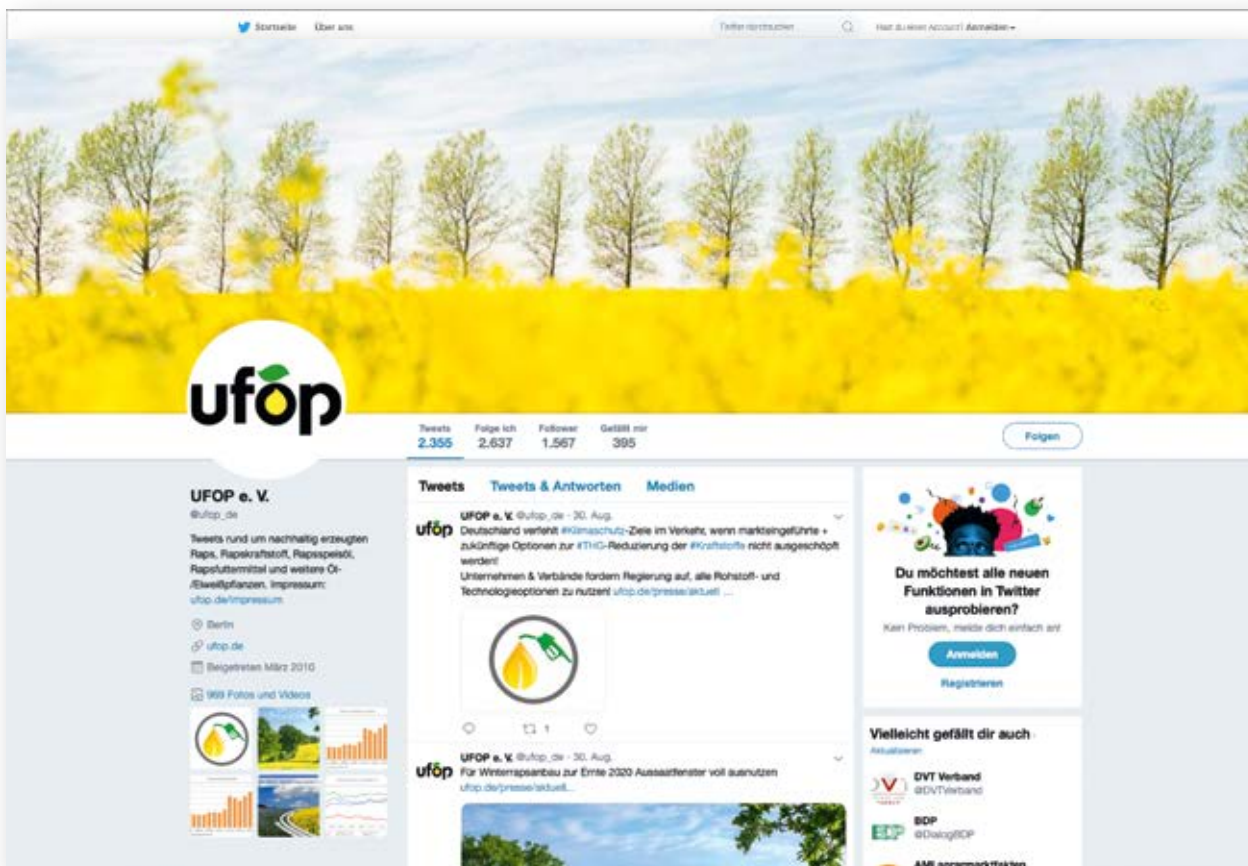 Startseite Über uns
Twitter durchsuchen Hast du einen Account? Anmelden
ufop
Tweets Folge ich Follower Gefällt mir
2.355 2.637 1.567 395
Folgen
UFOP e. V.
@ufop_de
Tweets rund um nachhaltig erzeugten
Raps, Rapskraftstoff, Rapsspeisöl,
Rapsfuttermittel und weitere Öl-
/Eiweißpflanzen. Impressum:
ufop.de/impressum
Berlin
ufop.de
Beigetreten März 2010
969 Fotos und Videos
Tweets Tweets & Antworten Medien
ufop
UFOP e. V. @ufop_de · 30. Aug.
Deutschland verfehlt #Klimaschutz-Ziele im Verkehr, wenn markteingeführte +
zukünftige Optionen zur #THG-Reduzierung der #Kraftstoffe nicht ausgeschöpft
werden!
Unternehmen & Verbände fordern Regierung auf, alle Rohstoff- und
Technologieoptionen zu nutzen! ufop.de/presse/aktuell ...
1
ufop
UFOP e. V. @ufop_de · 30. Aug.
Für Winterrapsanbau zur Ernte 2020 Aussaatfenster voll ausnutzen
ufop.de/presse/aktuell...
Du möchtest alle neuen
Funktionen in Twitter
ausprobieren?
Kein Problem, melde dich einfach an!
Anmelden
Registrieren
Vielleicht gefällt dir auch
Aktualisieren
DVT Verband
@DVTVerband
BDP
@DialogBDP